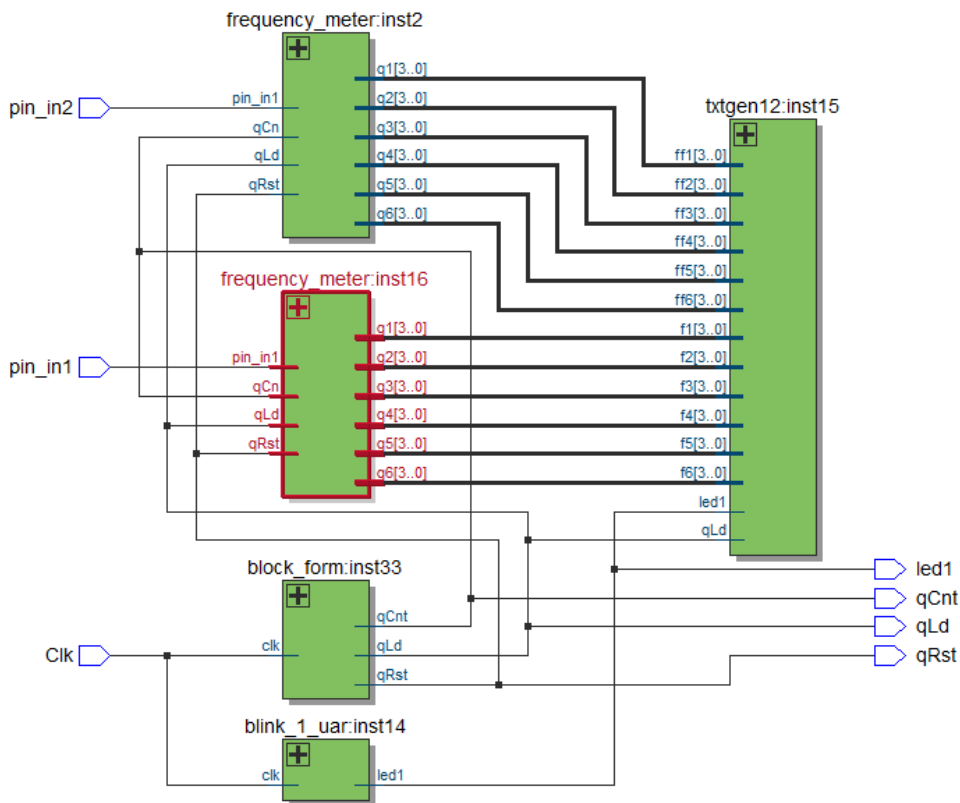 frequency_meter:inst2
pin_in2
pin_in1
qCn
qLd
qRst
q1[3..0]
q2[3..0]
q3[3..0]
q4[3..0]
q5[3..0]
q6[3..0]
txtgen12:inst15
ff1[3..0]
ff2[3..0]
ff3[3..0]
ff4[3..0]
ff5[3..0]
ff6[3..0]
f1[3..0]
f2[3..0]
f3[3..0]
f4[3..0]
f5[3..0]
f6[3..0]
led1
qLd
frequency_meter:inst16
pin_in1
pin_in1
qCn
qLd
qRst
q1[3..0]
q2[3..0]
q3[3..0]
q4[3..0]
q5[3..0]
q6[3..0]
block_form:inst33
Clk
clk
qCnt
qLd
qRst
led1
qCnt
qLd
qRst
blink_1_uar:inst14
clk
led1